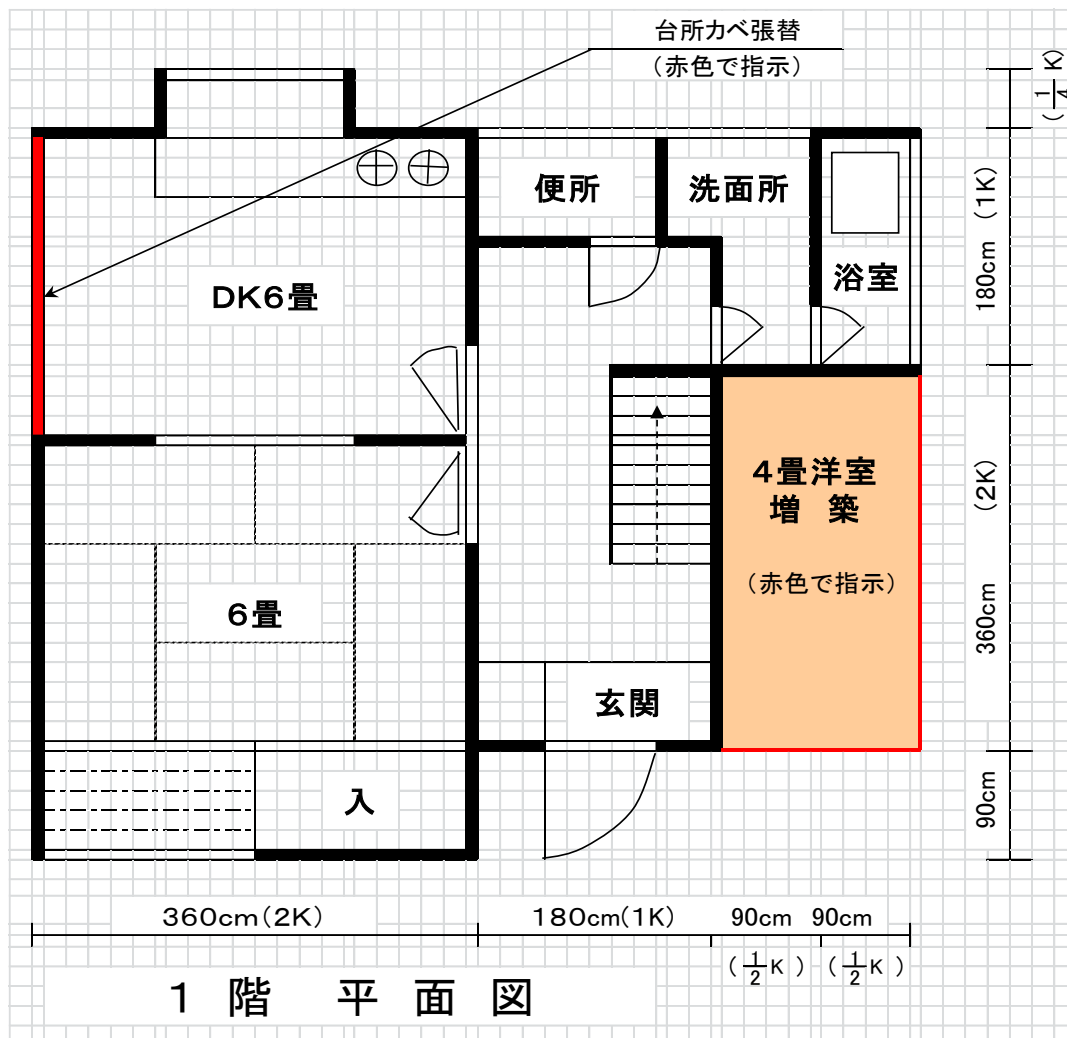 台所カベ張替
（赤色で指示）
（1/4K）
便所
洗面所
浴室
180cm （1K）
DK6畳
4畳洋室
増 築
（赤色で指示）
360cm （2K）
6畳
玄関
入
90cm
360cm（2K）
180cm（1K）
90cm
90cm
（1/2K）
（1/2K）
1 階 平 面 図